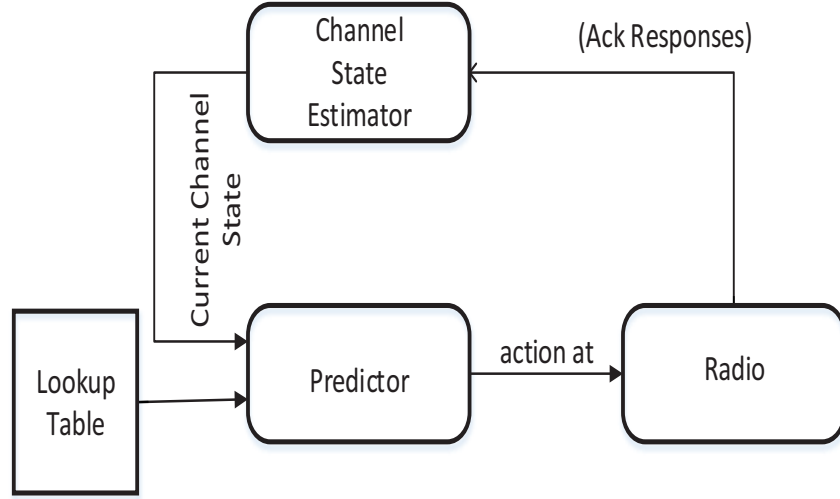 Channel
State
Estimator
(Ack Responses)
Current Channel
State
Lookup
Table
Predictor
action at
Radio